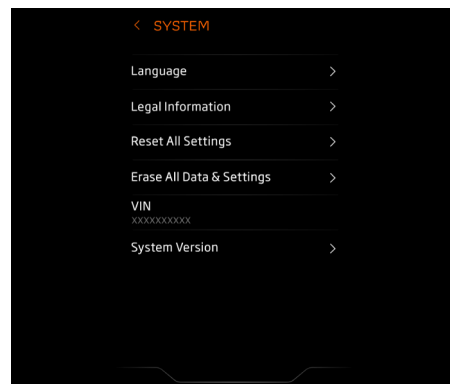 SYSTEM
Language
Legal Information
Reset All Settings
Erase All Data & Settings
VIN
XXXXXXXXXX
System Version